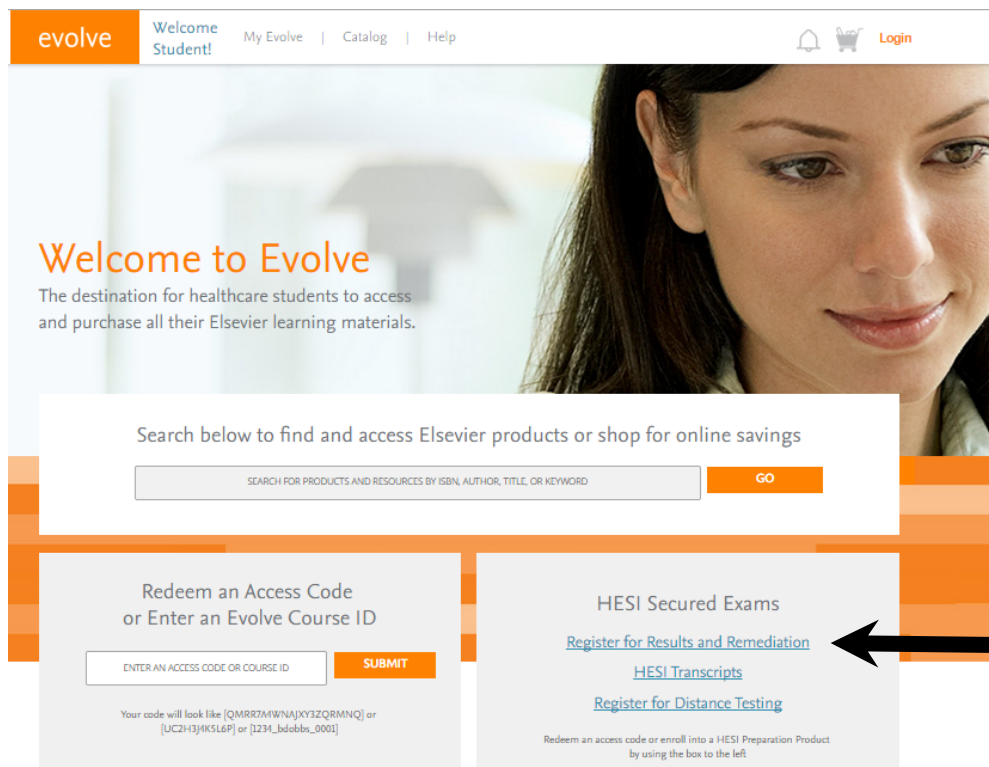 evolve
Welcome
Student!
My Evolve | Catalog | Help
Login
Welcome to Evolve
The destination for healthcare students to access
and purchase all their Elsevier learning materials.
Search below to find and access Elsevier products or shop for online savings
SEARCH FOR PRODUCTS AND RESOURCES BY ISBN, AUTHOR, TITLE, OR KEYWORD
GO
Redeem an Access Code
or Enter an Evolve Course ID
ENTER AN ACCESS CODE OR COURSE ID
SUBMIT
Your code will look like [QMRR7MWNAJXY3ZQRMNQ] or
[UC2H3J4K5L6P] or [1234_bdobbs_0001]
HESI Secured Exams
Register for Results and Remediation
HESI Transcripts
Register for Distance Testing
Redeem an access code or enroll into a HESI Preparation Product
by using the box to the left